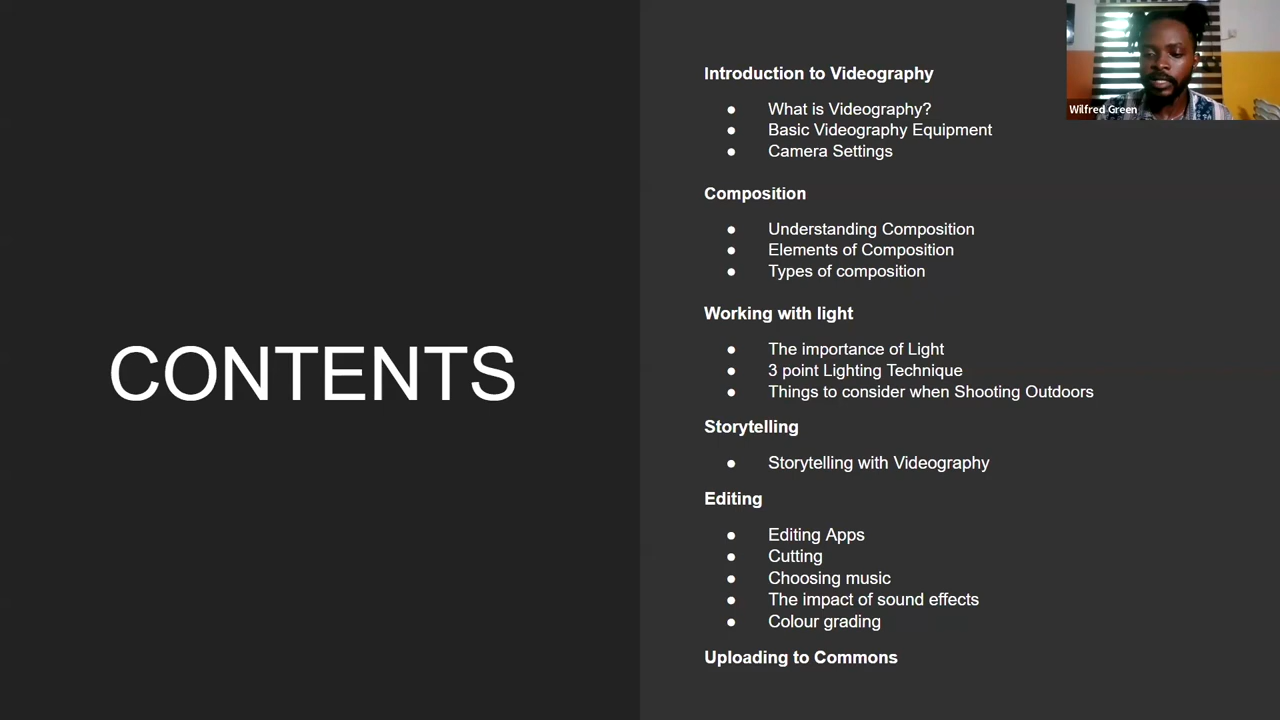 CONTENTS
Introduction to Videography
● What is Videography?
● Basic Videography Equipment
● Camera Settings
Composition
● Understanding Composition
● Elements of Composition
● Types of composition
Working with light
● The importance of Light
● 3 point Lighting Technique
● Things to consider when Shooting Outdoors
Storytelling
● Storytelling with Videography
Editing
● Editing Apps
● Cutting
● Choosing music
● The impact of sound effects
● Colour grading
Uploading to Commons
Wilfred Green